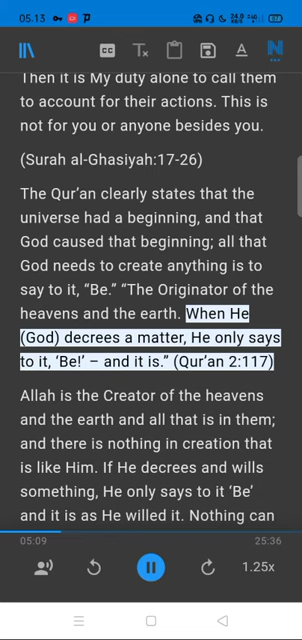 05.13
CC
Then it is My duty alone to call them
to account for their actions. This is
not for you or anyone besides you.
(Surah al-Ghasiyah:17-26)
The Qur’an clearly states that the
universe had a beginning, and that
God caused that beginning; all that
God needs to create anything is to
say to it, “Be.” “The Originator of the
heavens and the earth. When He
(God) decrees a matter, He only says
to it, ‘Be!’ – and it is.” (Qur’an 2:117)
Allah is the Creator of the heavens
and the earth and all that is in them;
and there is nothing in creation that
is like Him. If He decrees and wills
something, He only says to it ‘Be’
and it is as He willed it. Nothing can
05:09 25:36
1.25x